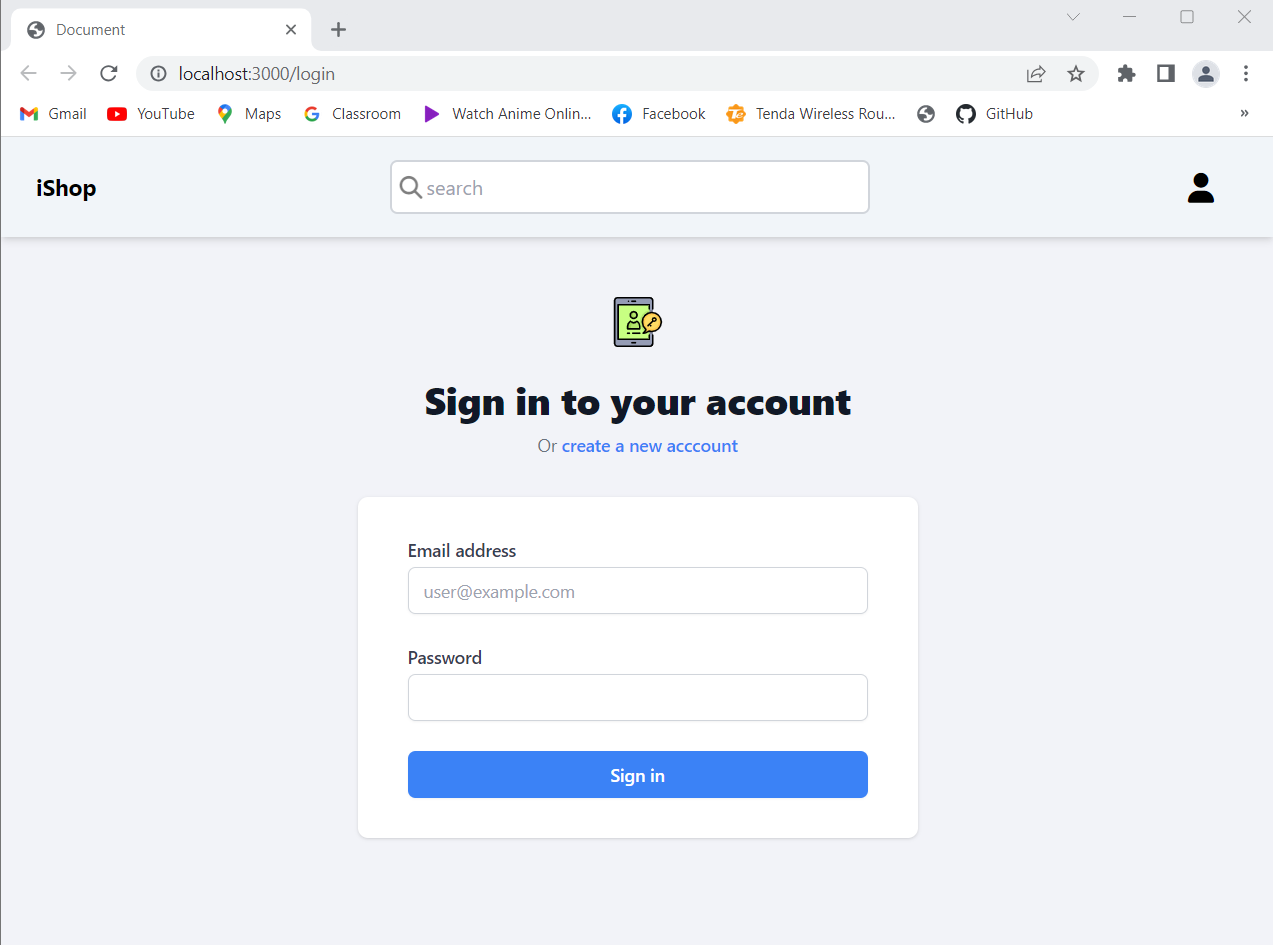 Document
localhost:3000/login
Gmail YouTube Maps Classroom Watch Anime Onlin... Facebook Tenda Wireless Rou... GitHub »
iShop search
Sign in to your account
Or create a new acccount
Email address
user@example.com
Password
Sign in